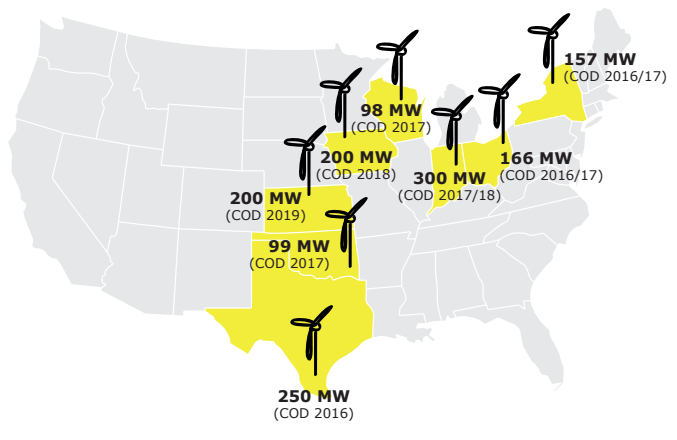 157 MW
(COD 2016/17)
98 MW
(COD 2017)
200 MW
(COD 2018)
166 MW
(COD 2016/17)
300 MW
(COD 2017/18)
200 MW
(COD 2019)
99 MW
(COD 2017)
250 MW
(COD 2016)